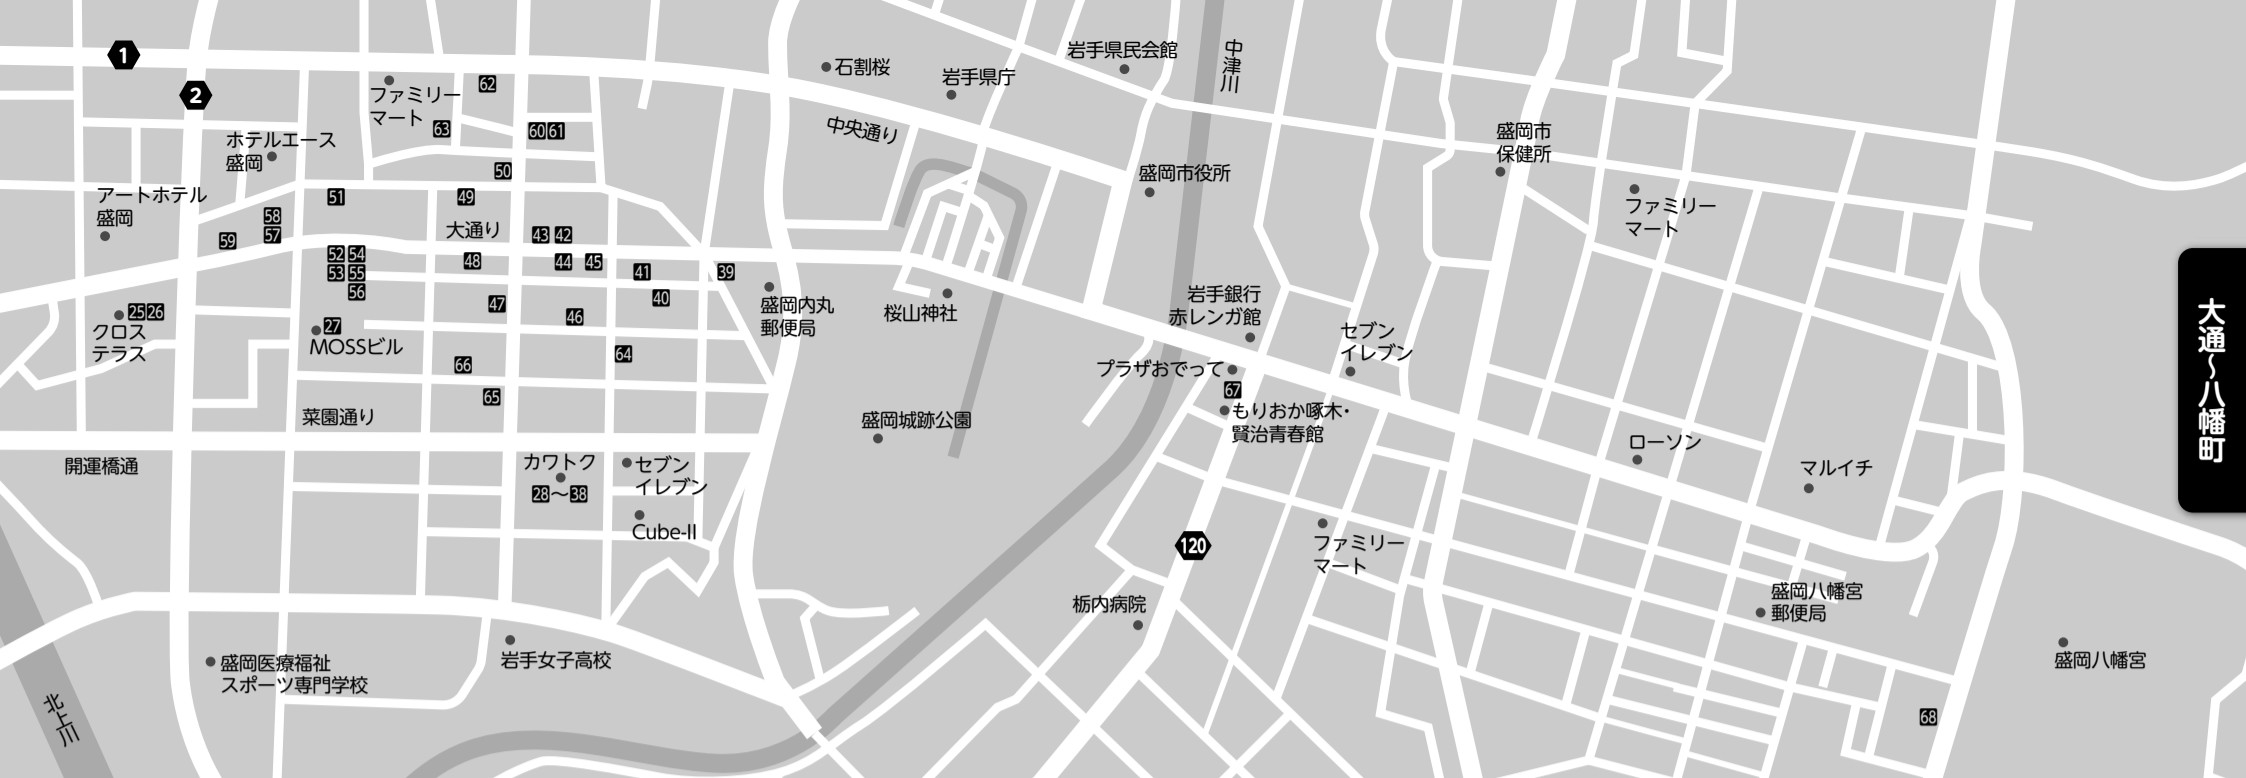 1
2
ファミリー
マート
62
63
60 61
50
ホテルエース
盛岡
アートホテル
盛岡
51
49
58
57
59
大通り
43 42
52 54
53 55
56
48
44 45
41
39
40
47
46
25 26
クロス
テラス
27
MOSSビル
盛岡内丸
郵便局
64
66
65
菜園通り
開運橋通
カワトク
28〜38
セブン
イレブン
Cube-II
盛岡医療福祉
スポーツ専門学校
岩手女子高校
北上川
石割桜
岩手県庁
岩手県民会館
中津川
中央通り
盛岡市役所
桜山神社
盛岡城跡公園
岩手銀行
赤レンガ館
プラザおでって
67
もりおか啄木・
賢治青春館
セブン
イレブン
盛岡市
保健所
ファミリー
マート
ローソン
マルイチ
120
ファミリー
マート
栃内病院
盛岡八幡宮
郵便局
盛岡八幡宮
68
大通〜八幡町